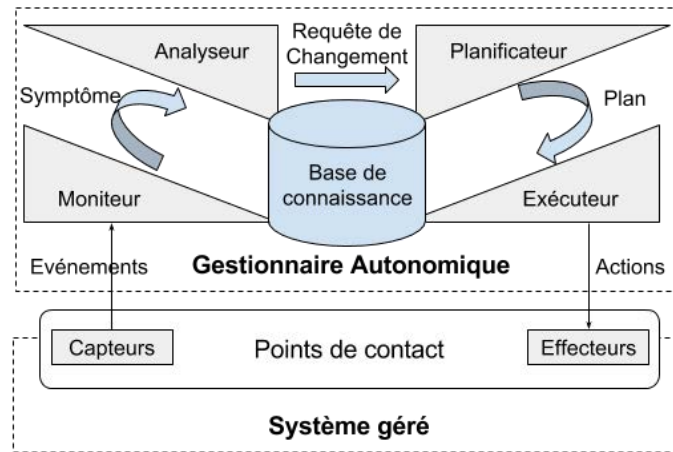 Requête de
Changement
Analyseur
Planificateur
Symptôme
Plan
Base de
connaissance
Moniteur
Exécuteur
Evénements
Gestionnaire Autonomique
Actions
Capteurs
Points de contact
Effecteurs
Système géré